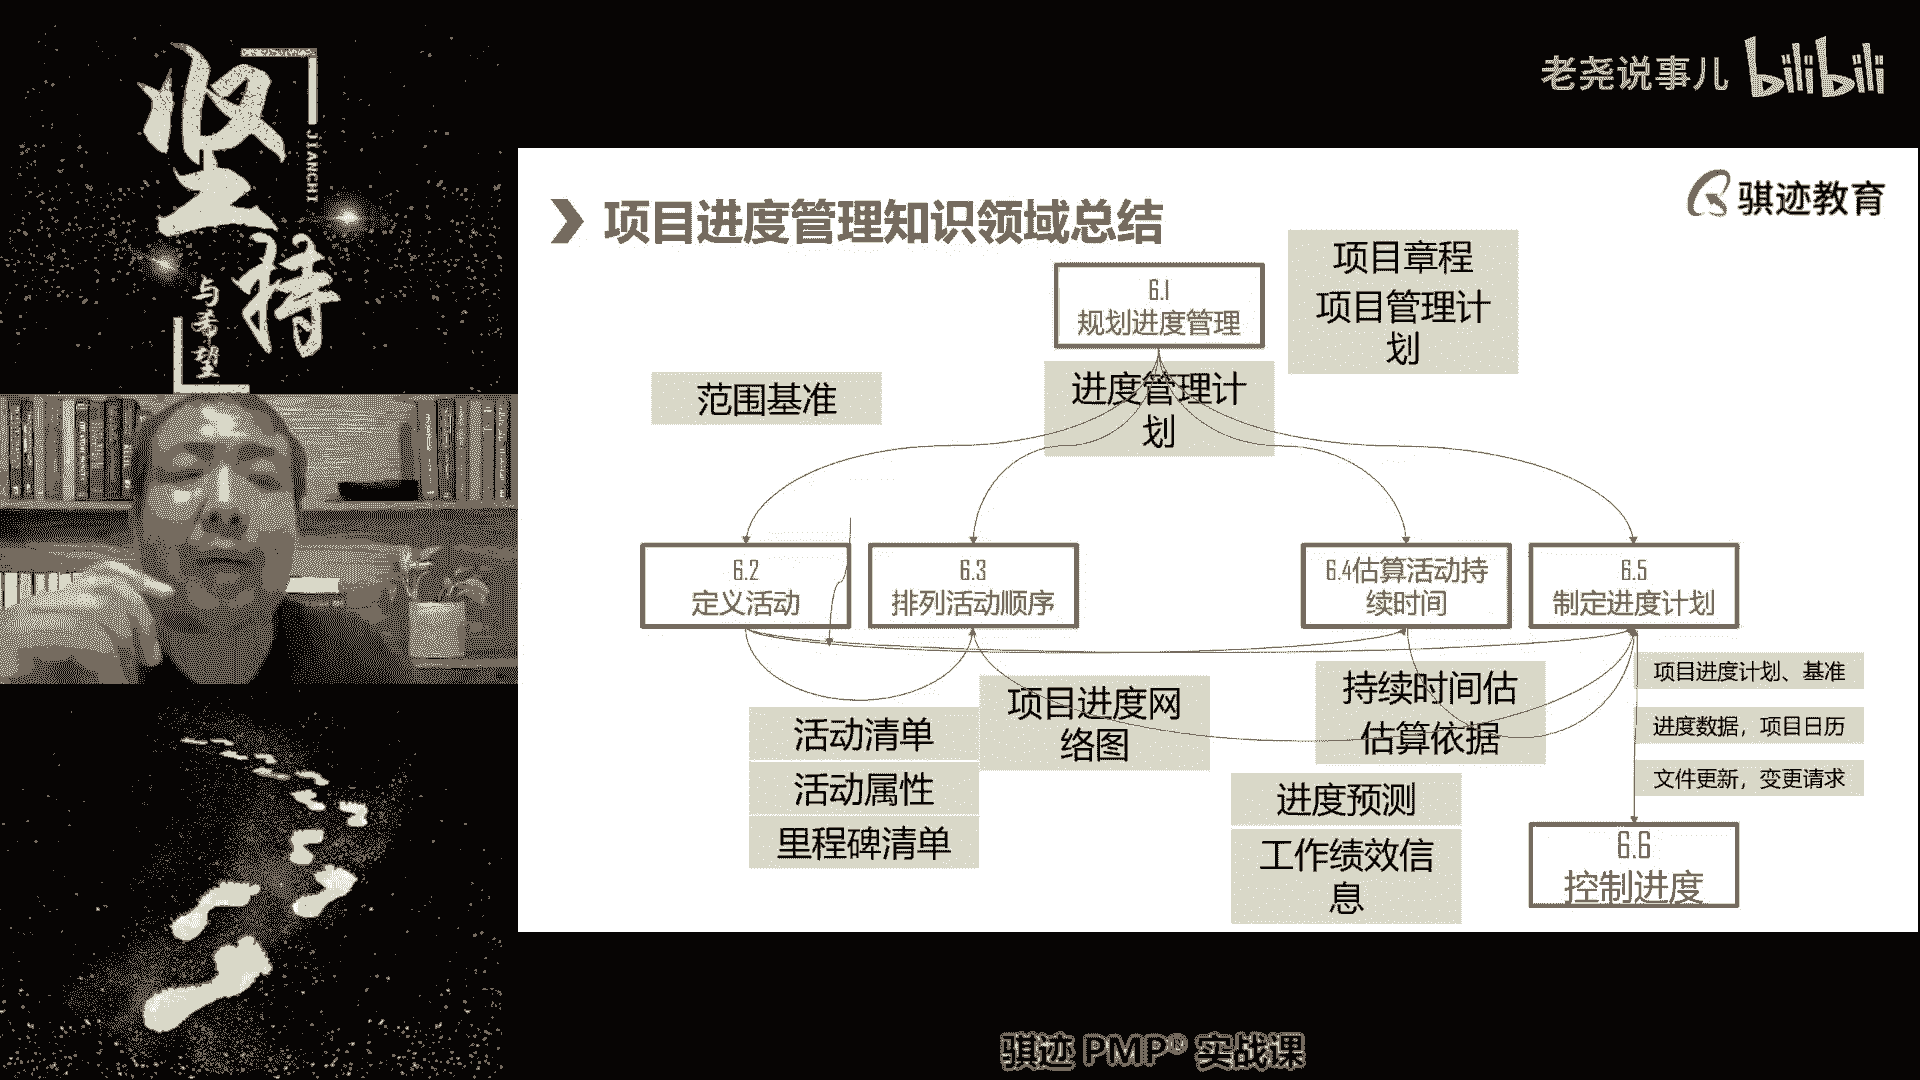 坚持
JIANCHI
与希望
老尧说事儿 bilibili
骐迹教育
项目进度管理知识领域总结
6.1
规划进度管理
项目章程
项目管理计
划
范围基准
进度管理计
划
6.2
定义活动
6.3
排列活动顺序
6.4估算活动持
续时间
6.5
制定进度计划
活动清单
活动属性
里程碑清单
项目进度网
络图
持续时间估
估算依据
进度预测
工作绩效信
息
项目进度计划、基准
进度数据，项目日历
文件更新，变更请求
6.6
控制进度
骐迹 PMP® 实战课